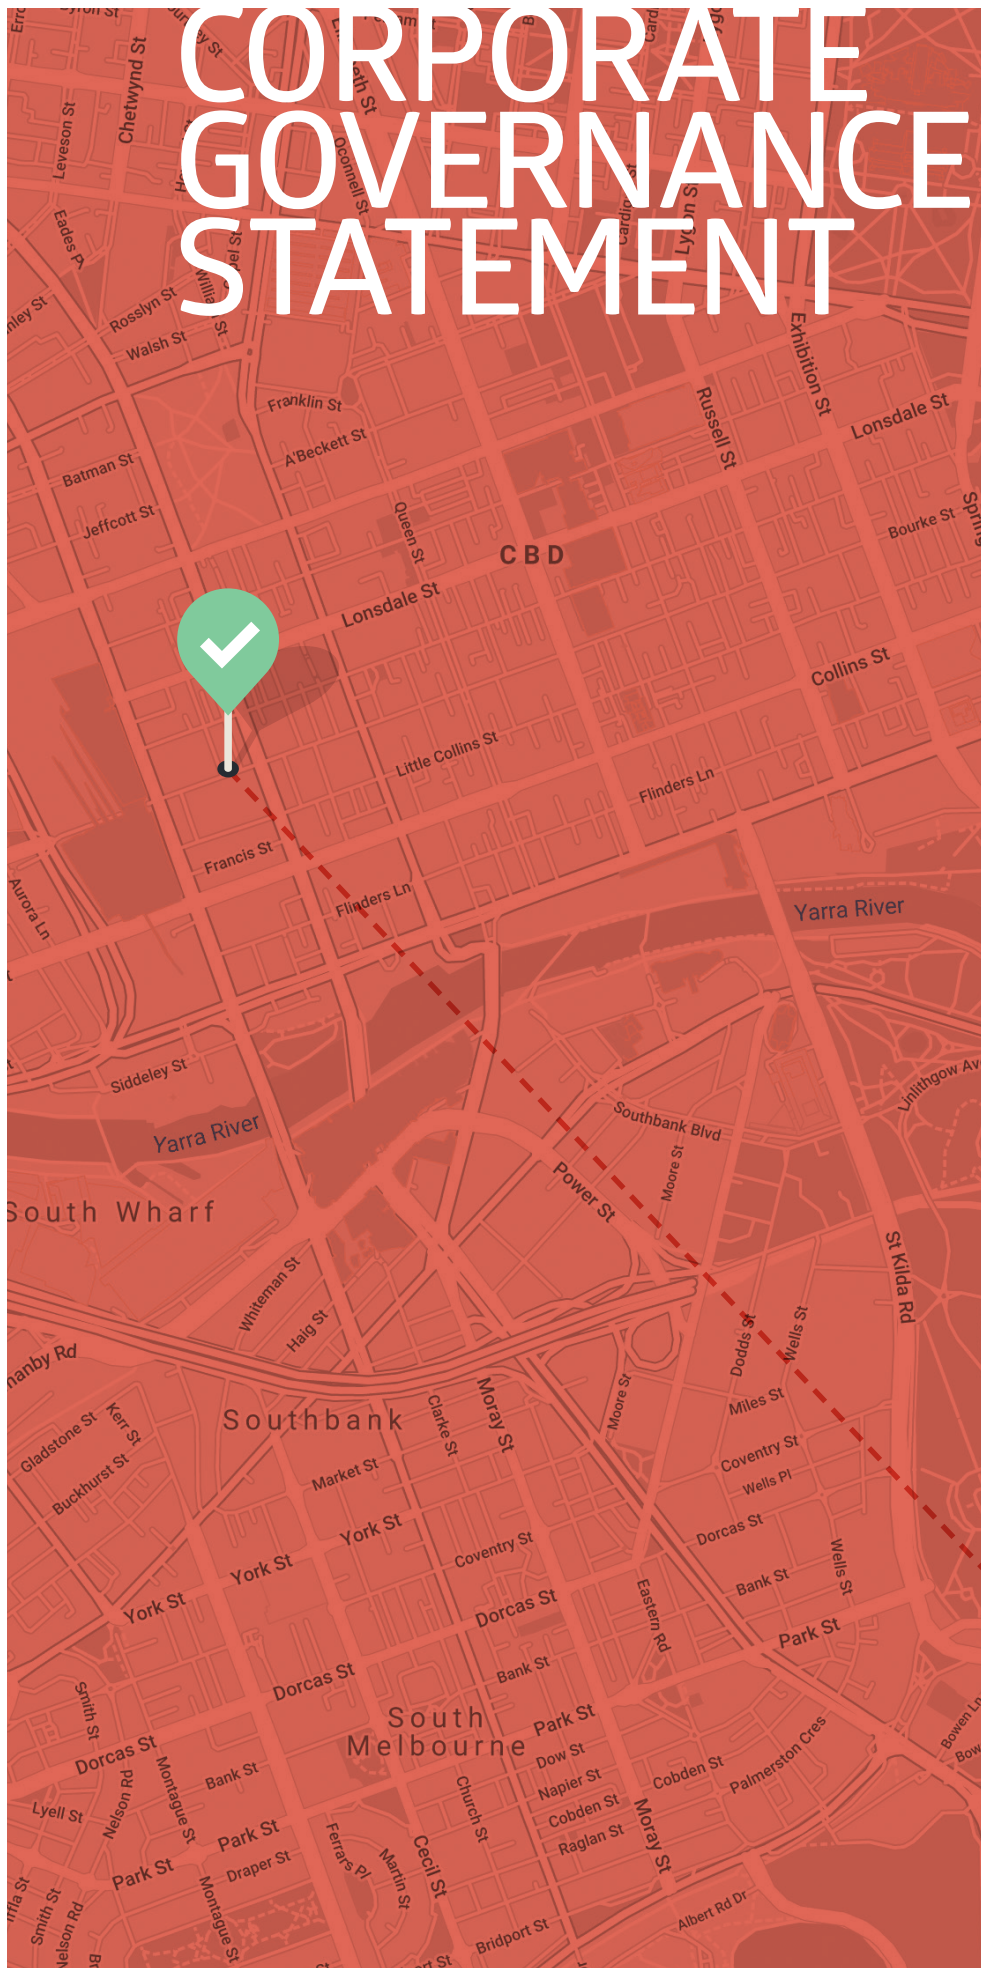 CORPORATE
GOVERNANCE
STATEMENT
Chetwynd St
Leveson St
Oconnell St
Eades Pl
Rosslyn St
Walsh St
William St
Lygon St
Exhibition St
Franklin St
A'Beckett St
Russell St
Lonsdale St
Batman St
Jeffcott St
Queen St
CBD
Bourke St
Lonsdale St
Collins St
Little Collins St
Flinders Ln
Francis St
Flinders Ln
Aurora Ln
Yarra River
Siddeley St
Yarra River
Southbank Blvd
Linlithgow Av
Moore St
Power St
South Wharf
St Kilda Rd
Whiteman St
Haig St
Dodds St
Wells St
Moore St
Miles St
Kerr St
Gladstone St
Southbank
Clarke St
Moray St
Buckhurst St
Market St
Coventry St
Wells Pl
York St
York St
York St
Coventry St
Dorcas St
Wells St
Bank St
Dorcas St
Eastern Rd
Park St
Dorcas St
Bank St
Smith St
South
Melbourne
Park St
Bowen Ln
Dorcas St
Dow St
Palmerston Cres
Nelson Rd
Montague St
Bank St
Napier St
Cobden St
Church St
Cobden St
Lyell St
Raglan St
Moray St
Park St
Ferrars Pl
Park St
Draper St
Martin St
Cecil St
Smith St
Nelson Rd
Montague St
Bridport St
Albert Rd Dr